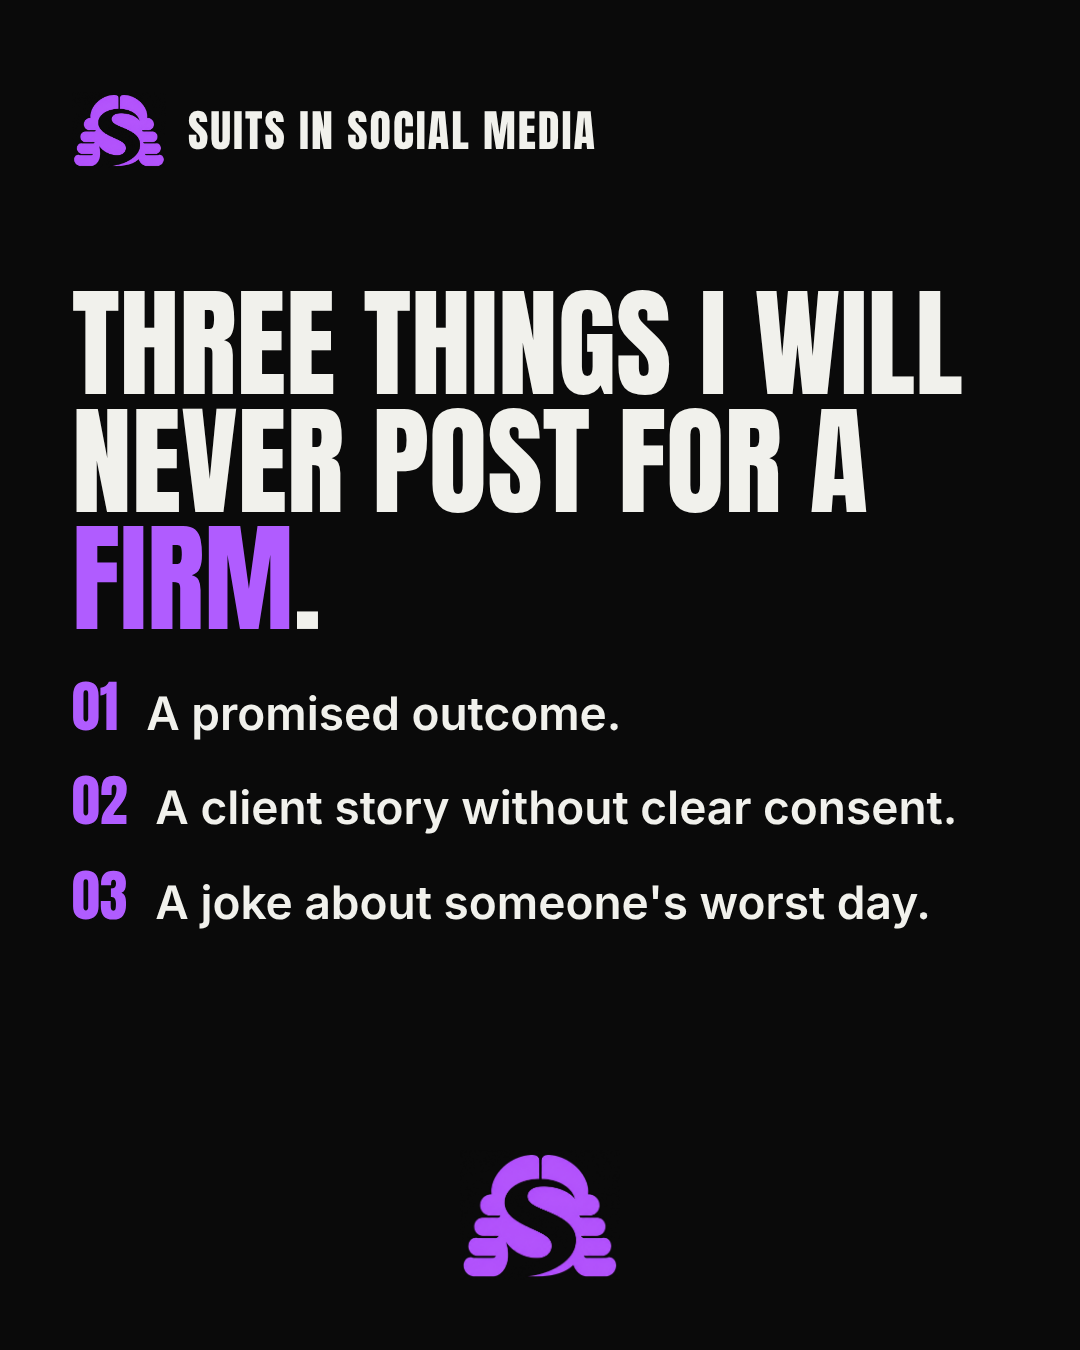 SUITS IN SOCIAL MEDIA
THREE THINGS I WILL
NEVER POST FOR A
FIRM.
01 A promised outcome.
02 A client story without clear consent.
03 A joke about someone's worst day.